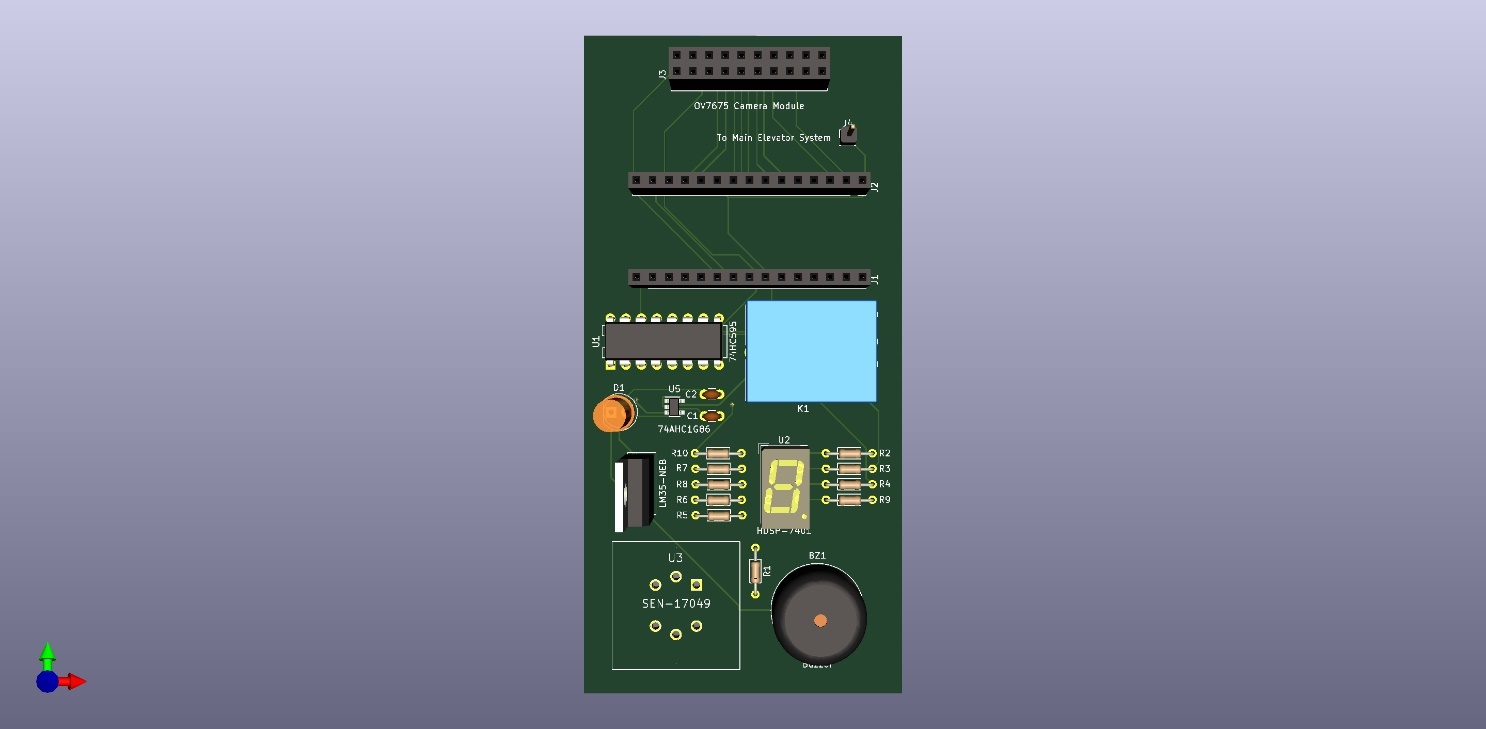 J3
OV7675 Camera Module
J4
To Main Elevator System
J2
J1
U1
74HC595
K1
D1
U5
C2
C1
74AHC1G86
U2
R10
R7
R8
R6
R5
R2
R3
R4
R9
LM35-NEB
HDSP-7401
U3
SEN-17049
R1
BZ1
Buzzer